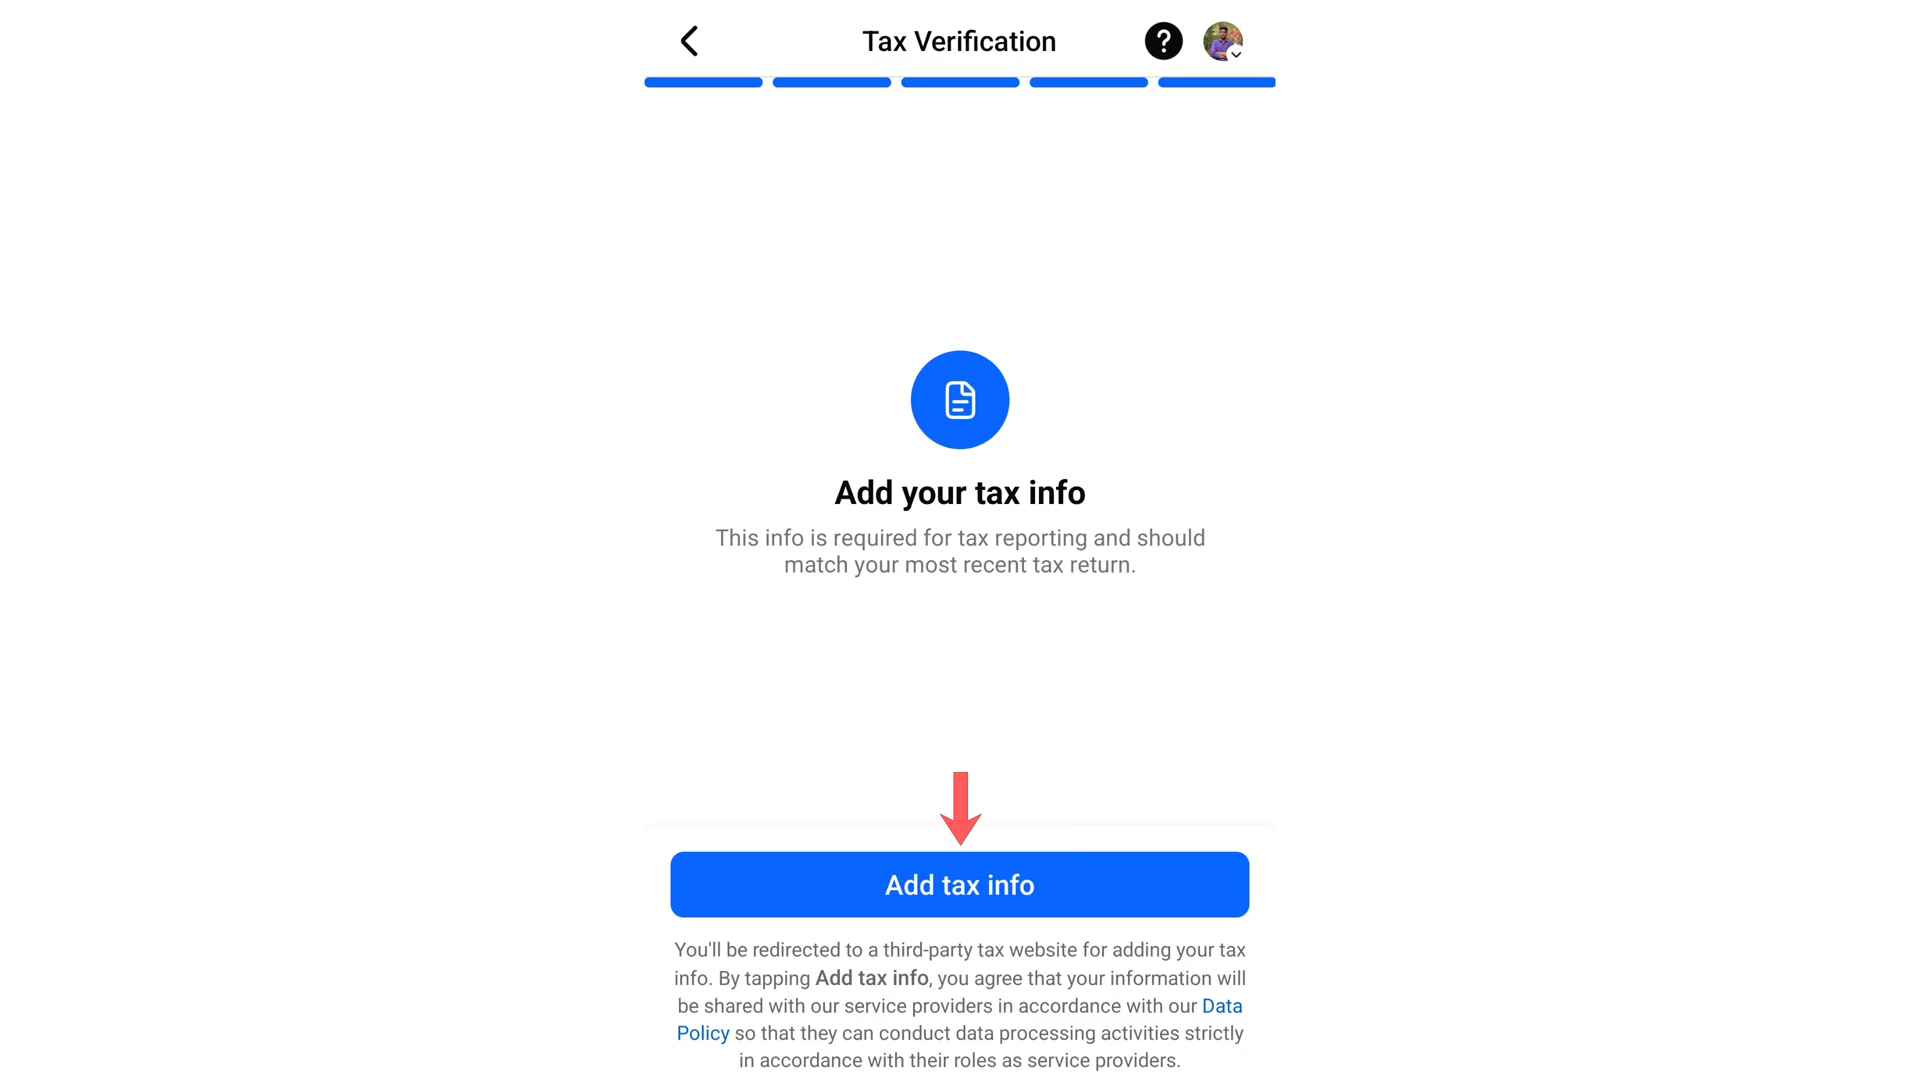 Tax Verification
?
Add your tax info
This info is required for tax reporting and should
match your most recent tax return.
Add tax info
You'll be redirected to a third-party tax website for adding your tax
info. By tapping Add tax info, you agree that your information will
be shared with our service providers in accordance with our Data
Policy so that they can conduct data processing activities strictly
in accordance with their roles as service providers.